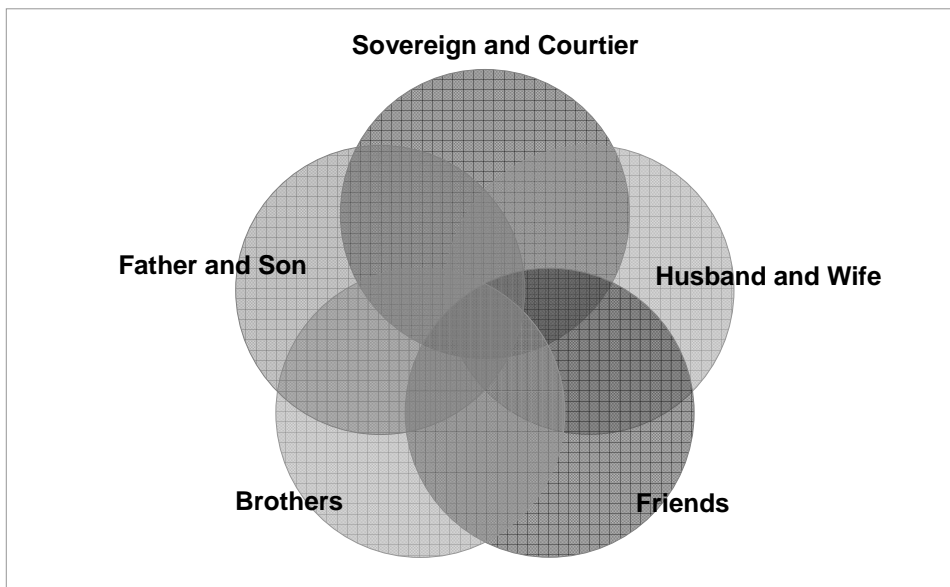 Sovereign and Courtier
Father and Son
Husband and Wife
Brothers
Friends